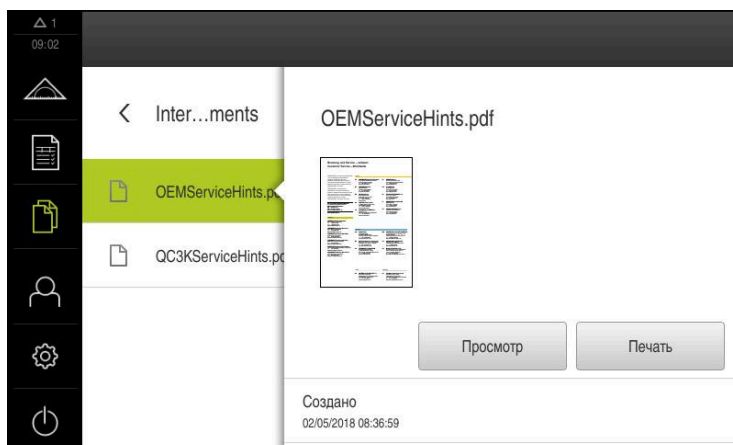 1
09:02
Inter...ments
OEMServiceHints.pdf
OEMServiceHints.pd
QC3KServiceHints.pd
Просмотр
Печать
Создано
02/05/2018 08:36:59